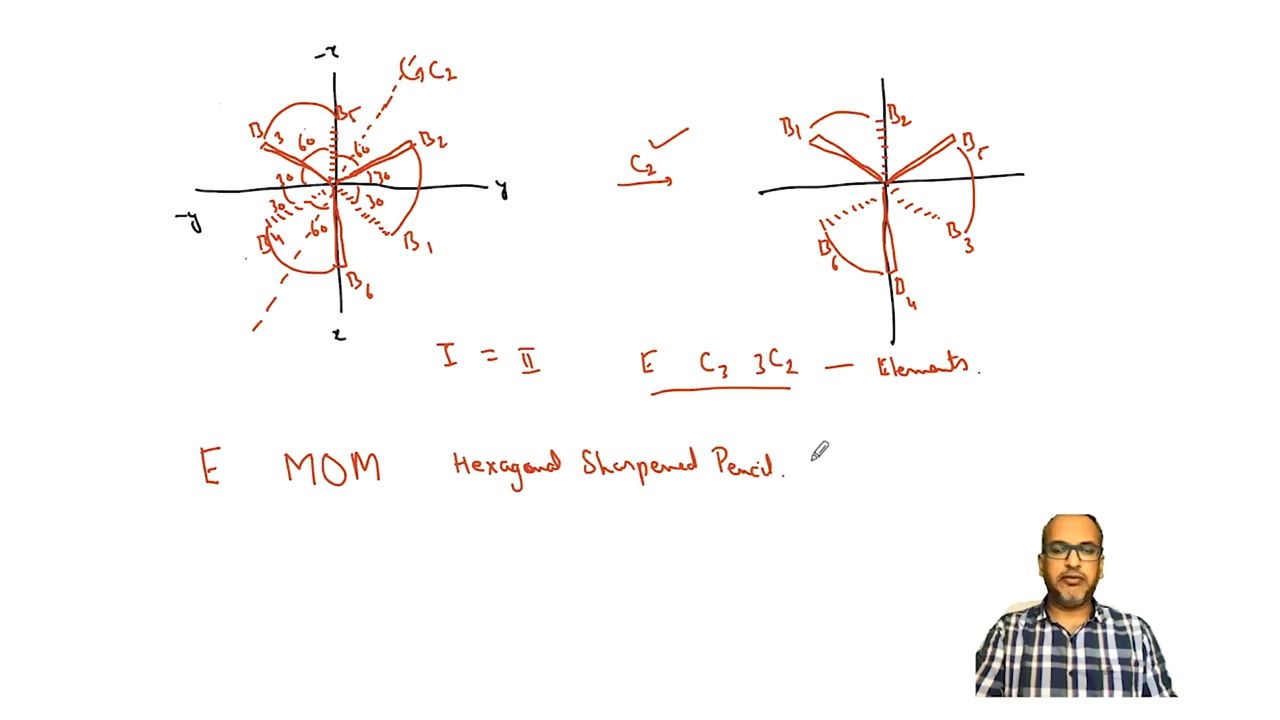 -x
C2
B5
B3
60
60
B2
30
30
y
-y
30
30
60
B4
B1
B6
x
C2
B1
B2
B5
B6
B3
B4
I = II E C3 3C2 — Elements.
E MOM Hexagonal Sharpened Pencil.